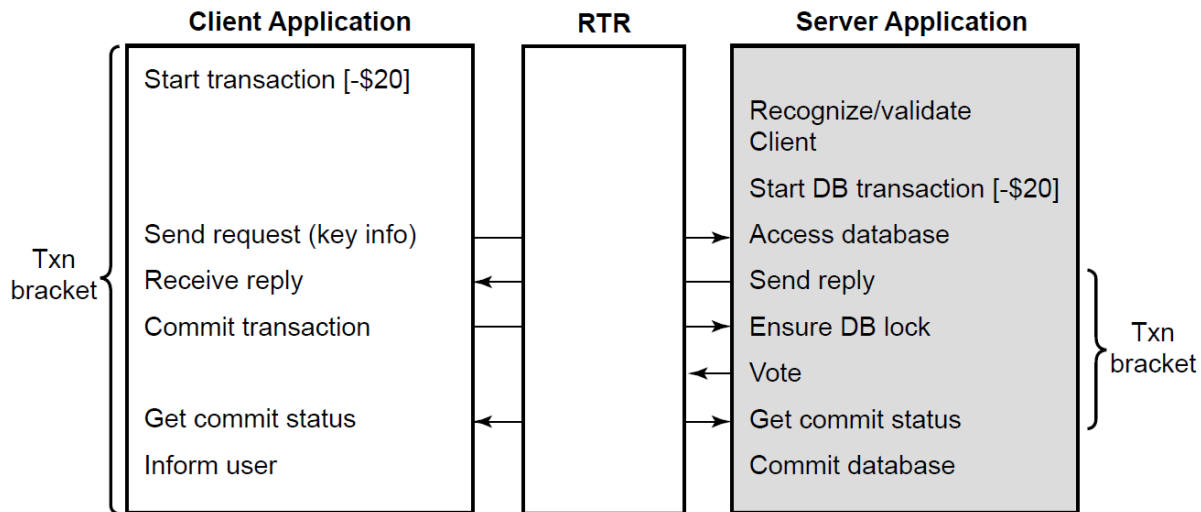 Client Application
RTR
Server Application
Start transaction [-$20]
Recognize/validate
Client
Start DB transaction [-$20]
Send request (key info)
Access database
Txn
bracket
Receive reply
Send reply
Commit transaction
Ensure DB lock
Txn
bracket
Vote
Get commit status
Get commit status
Inform user
Commit database